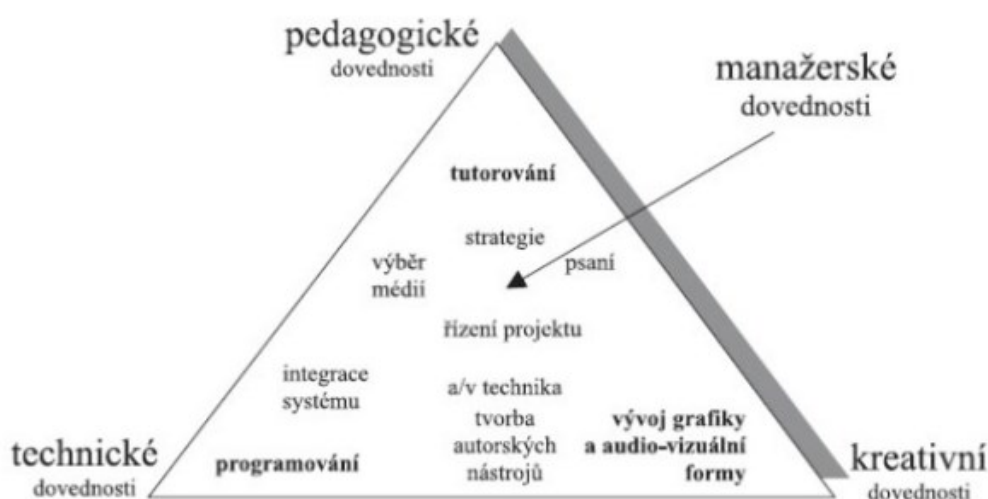 pedagogické
dovednosti
manažerské
dovednosti
tutorování
strategie
výběr
médií
psaní
řízení projektu
integrace
systému
a/v technika
tvorba
autorských
nástrojů
vývoj grafiky
a audio-vizuální
formy
programování
technické
dovednosti
kreativní
dovednosti